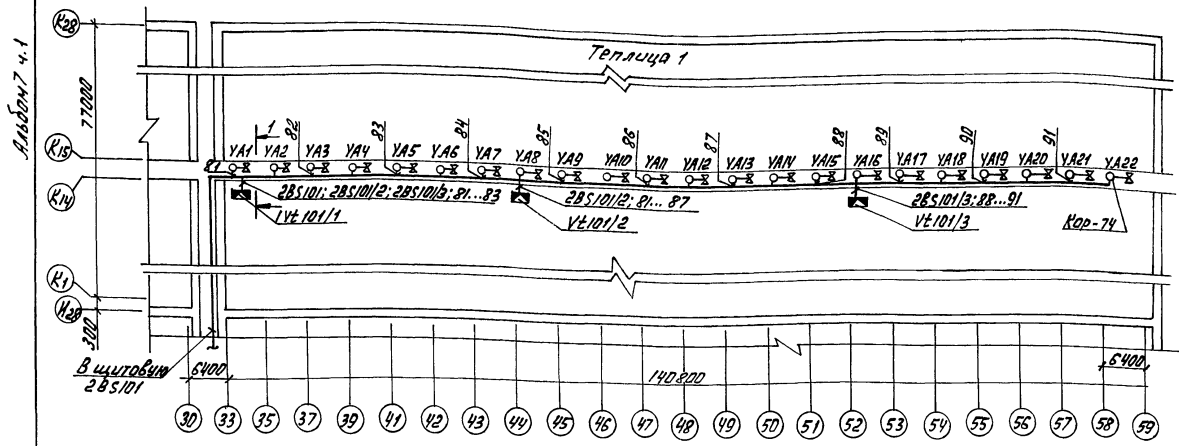 Альбом 7 ч.1
К28
77000
К15
К14
К1
Н28
300
Теплица 1
1
82 83 84 85 86 87 88 89 90 91
81
YA1 YA2 YA3 YA4 YA5 YA6 YA7 YA8 YA9 YA10 YA11 YA12 YA13 YA14 YA15 YA16 YA17 YA18 YA19 YA20 YA21 YA22
2BS101; 2BS101/2; 2BS101/3; 81...83
2BS101/2; 81... 87
2BS101/3; 88...91
Кор-74
1
Vt101/1
Vt101/2
Vt101/3
В щитовую
2BS101
6400
140800
6400
30 33 35 37 39 41 42 43 44 45 46 47 48 49 50 51 52 53 54 55 56 57 58 59